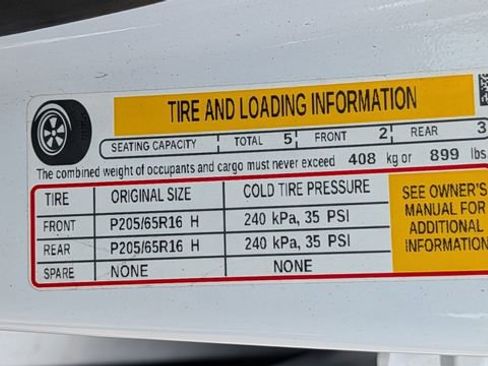 TIRE AND LOADING INFORMATION
SEATING CAPACITY TOTAL 5 FRONT 2 REAR 3
The combined weight of occupants and cargo must never exceed 408 kg or 899 lbs
TIRE ORIGINAL SIZE COLD TIRE PRESSURE
FRONT P205/65R16 H 240 kPa, 35 PSI
REAR P205/65R16 H 240 kPa, 35 PSI
SPARE NONE NONE
SEE OWNER'S
MANUAL FOR
ADDITIONAL
INFORMATION